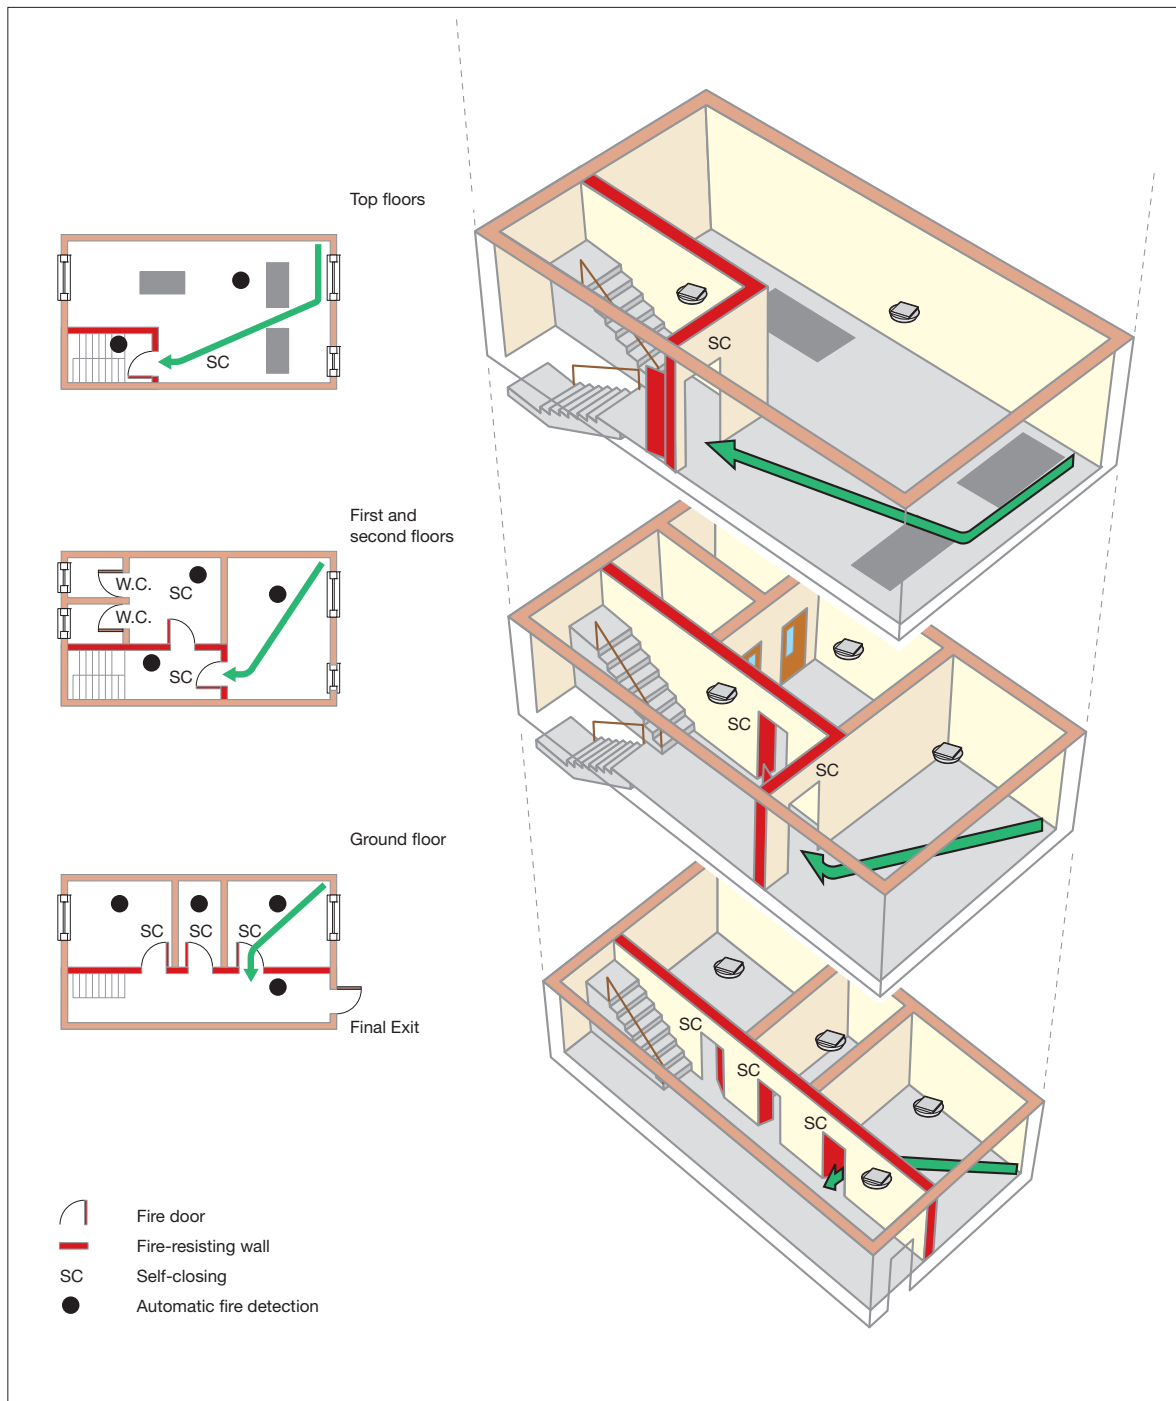 Top floors
SC
SC
First and
second floors
W.C.
SC
W.C.
SC
SC
SC
Ground floor
SC
SC
SC
Final Exit
SC
SC
SC
Fire door
Fire-resisting wall
SC
Self-closing
Automatic fire detection